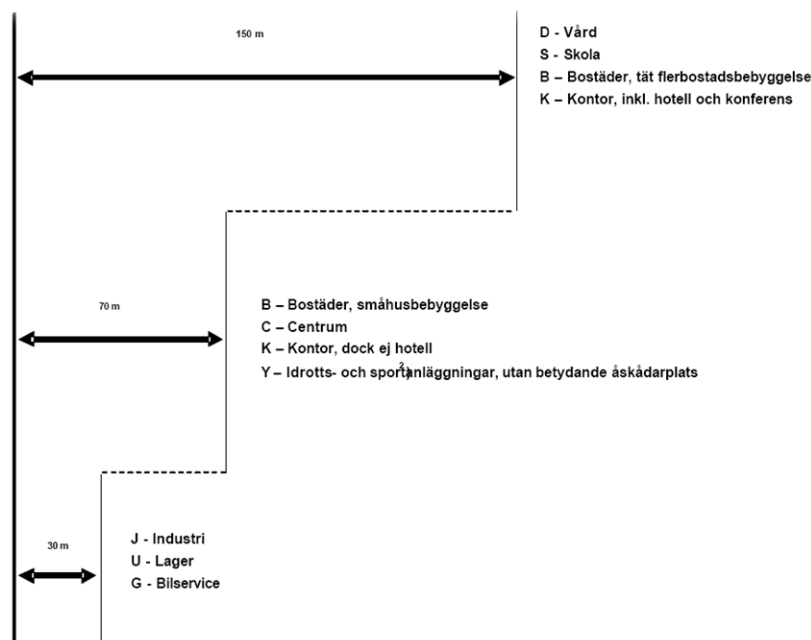 150 m
D - Vård
S - Skola
B – Bostäder, tät flerbostadsbebyggelse
K – Kontor, inkl. hotell och konferens
70 m
B – Bostäder, småhusbebyggelse
C – Centrum
K – Kontor, dock ej hotell
Y – Idrotts- och sportanläggningar, utan betydande åskådarplats
2)
30 m
J - Industri
U - Lager
G - Bilservice